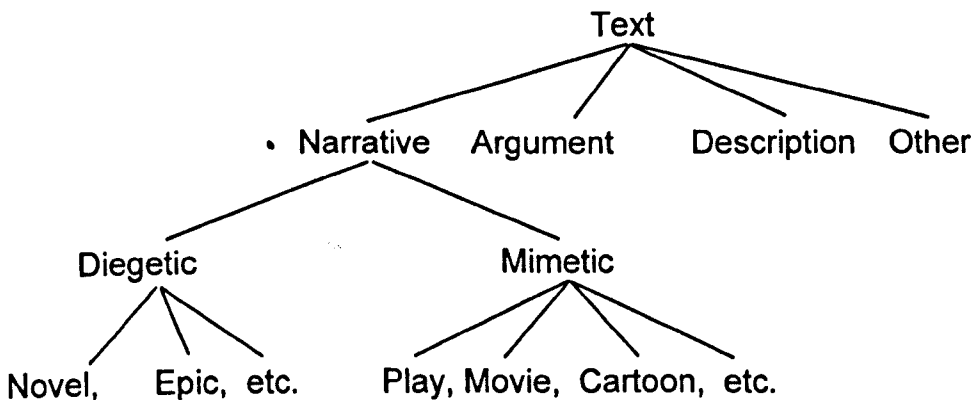 Text
Narrative Argument Description Other
Diegetic Mimetic
Novel, Epic, etc. Play, Movie, Cartoon, etc.